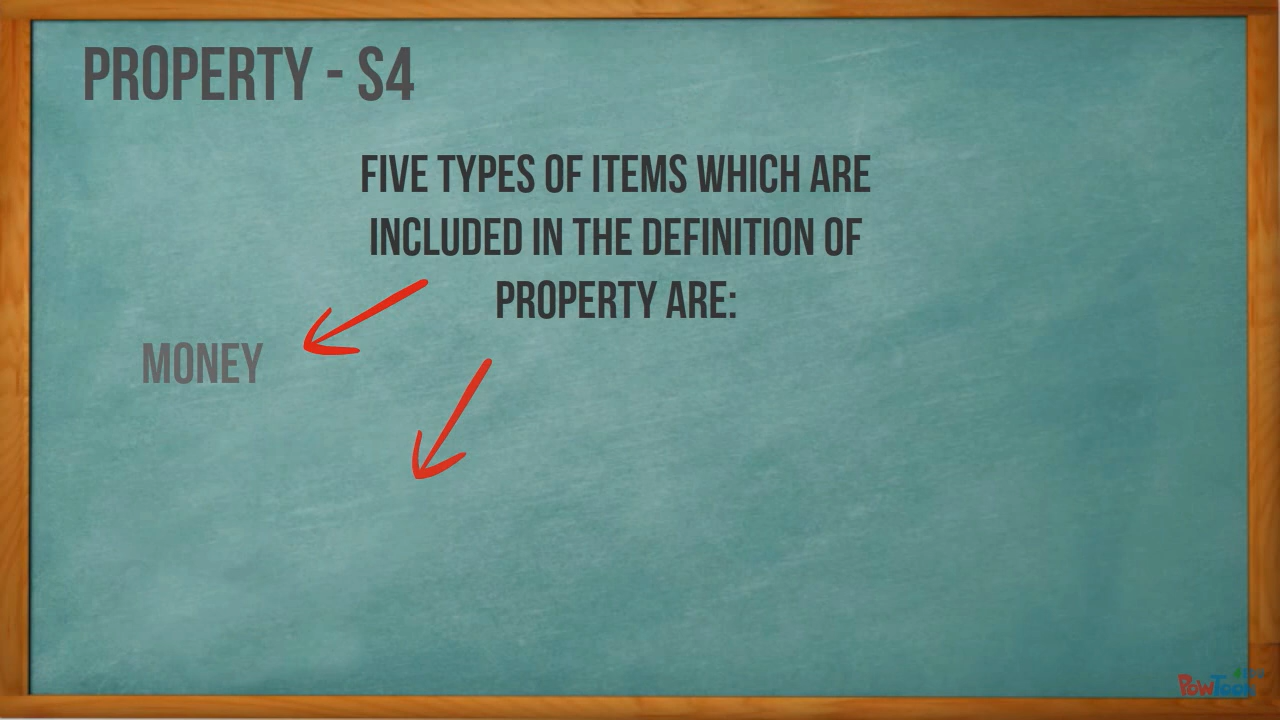 PROPERTY - S4
FIVE TYPES OF ITEMS WHICH ARE
INCLUDED IN THE DEFINITION OF
PROPERTY ARE:
MONEY
POWTOON